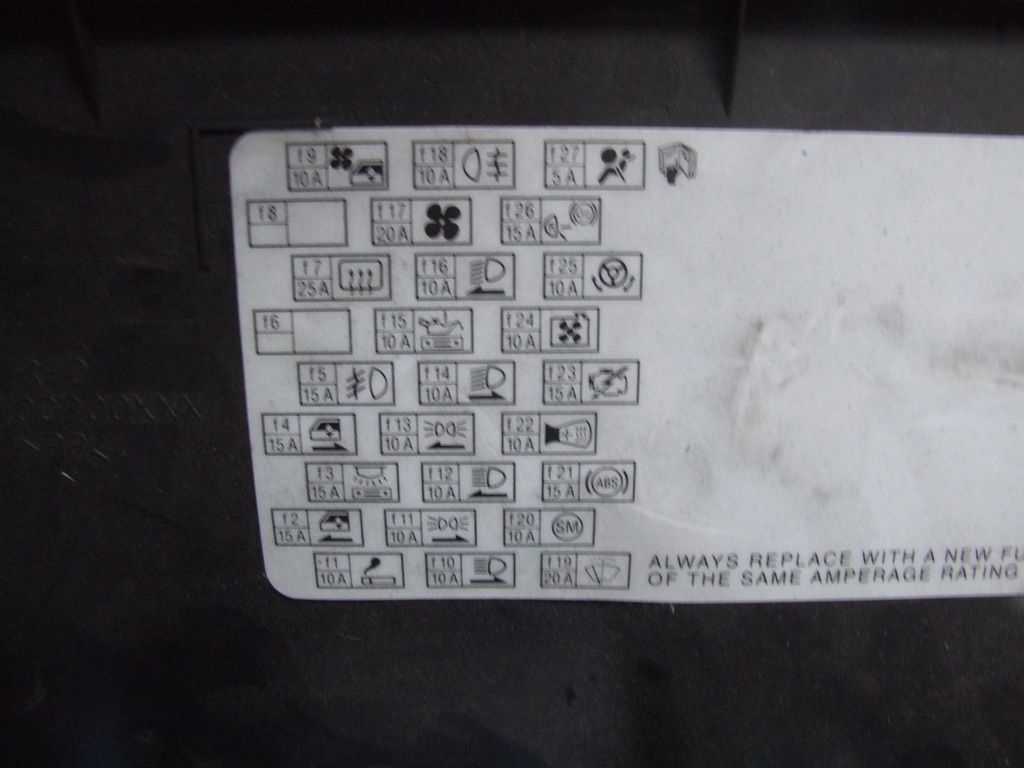 f9 f18 f27
10A 10A 5A
f8 f17 f26
20A 15A
f7 f16 f25
25A 10A 10A
f6 f15 f24
10A 10A
f5 f14 f23
15A 10A 15A
f4 f13 f22
15A 10A 10A
f3 f12 f21
15A 10A 15A ABS
f2 f11 f20
15A 10A 10A SM
f1 f10 f19
10A 10A 20A
ALWAYS REPLACE WITH A NEW FU
OF THE SAME AMPERAGE RATING